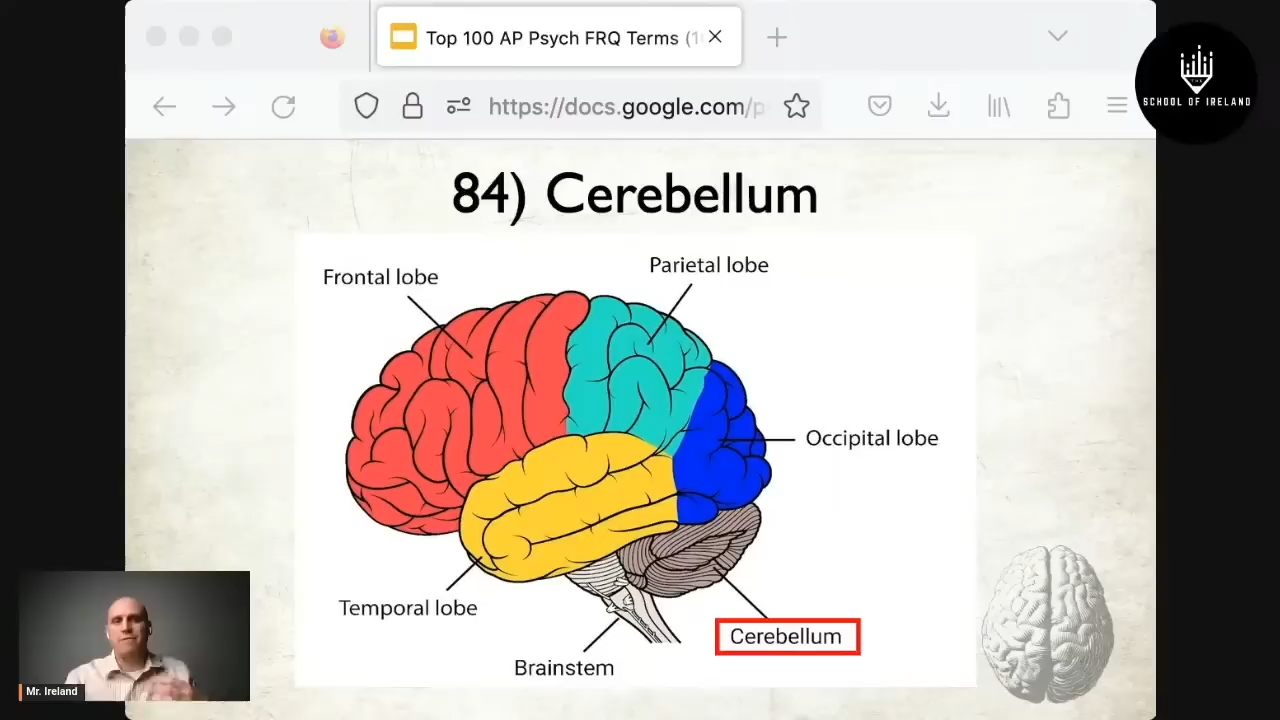 Top 100 AP Psych FRQ Terms (1
https://docs.google.com/p
THE
SCHOOL OF IRELAND
84) Cerebellum
Frontal lobe
Parietal lobe
Occipital lobe
Temporal lobe
Cerebellum
Brainstem
Mr. Ireland